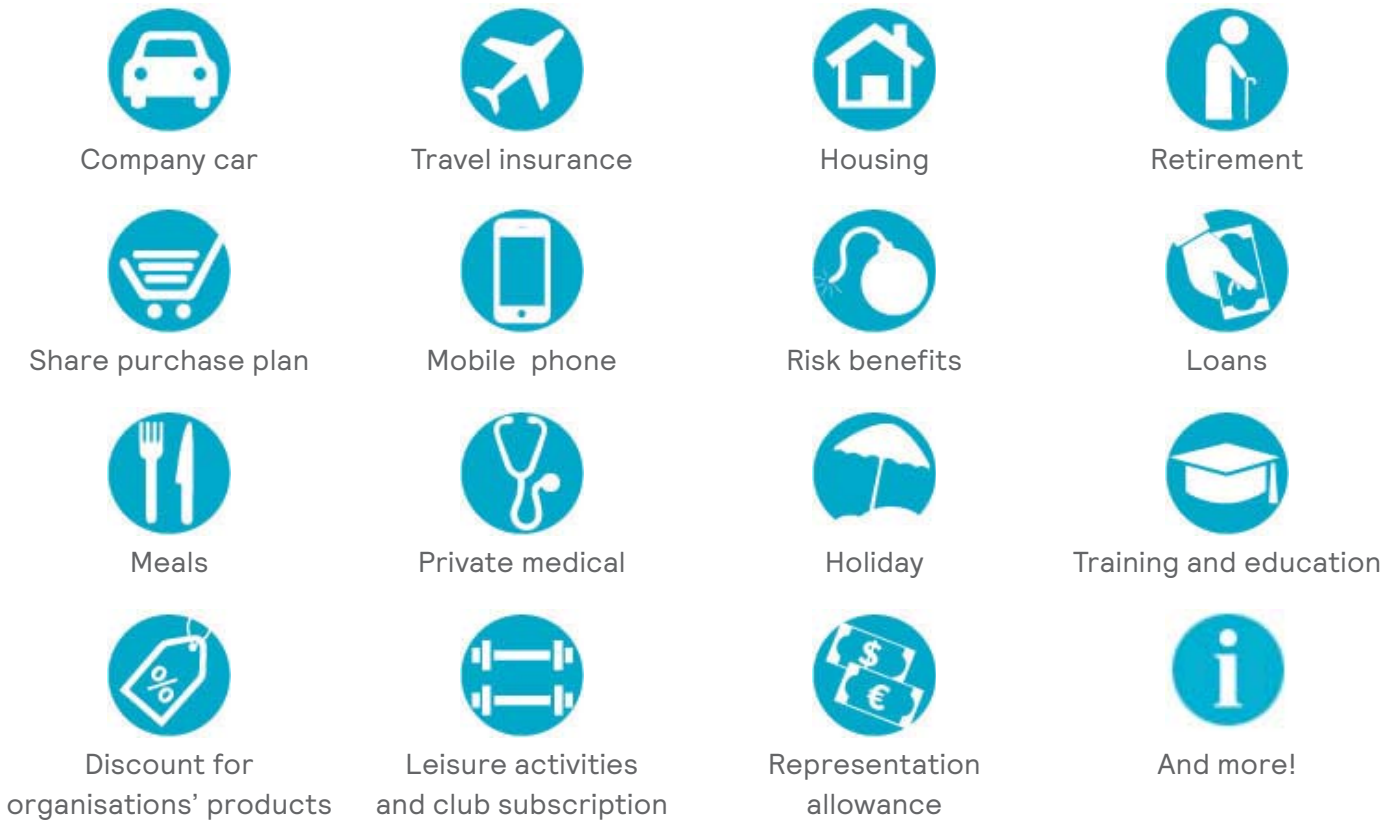 Company car
Travel insurance
Housing
Retirement
Share purchase plan
Mobile  phone
Risk benefits
Loans
Meals
Private medical
Holiday
Training and education
%
Discount for
organisations’ products
Leisure activities
and club subscription
$
€
Representation
allowance
i
And more!